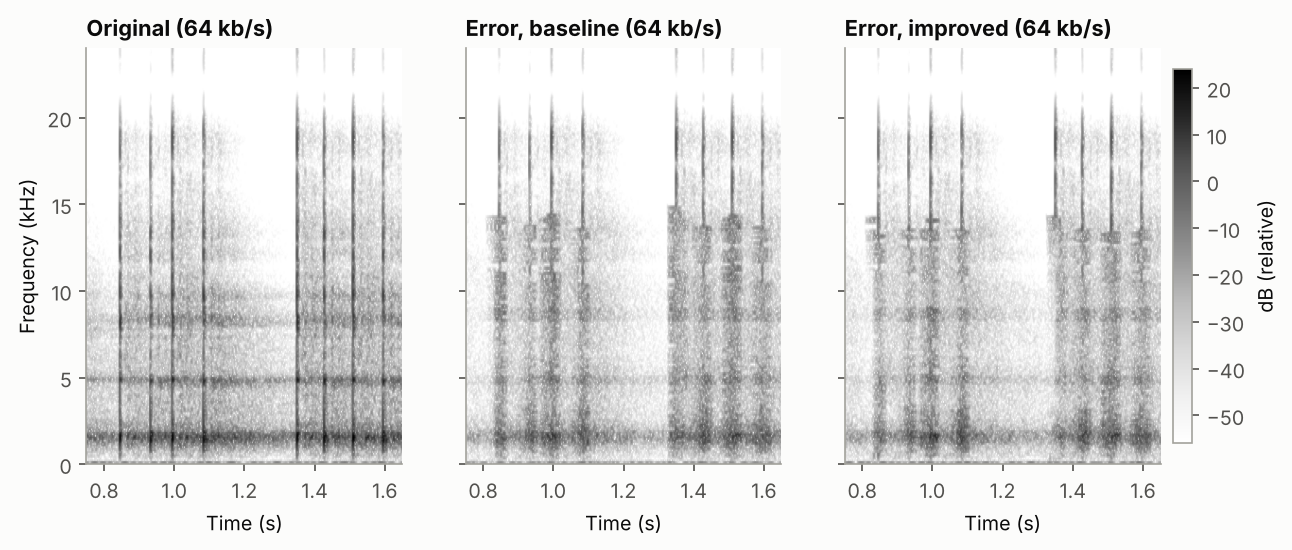 Original (64 kb/s)
Error, baseline (64 kb/s)
Error, improved (64 kb/s)
Frequency (kHz)
20
15
10
5
0
0.8 1.0 1.2 1.4 1.6
Time (s)
0.8 1.0 1.2 1.4 1.6
Time (s)
0.8 1.0 1.2 1.4 1.6
Time (s)
20
10
0
−10
−20
−30
−40
−50
dB (relative)